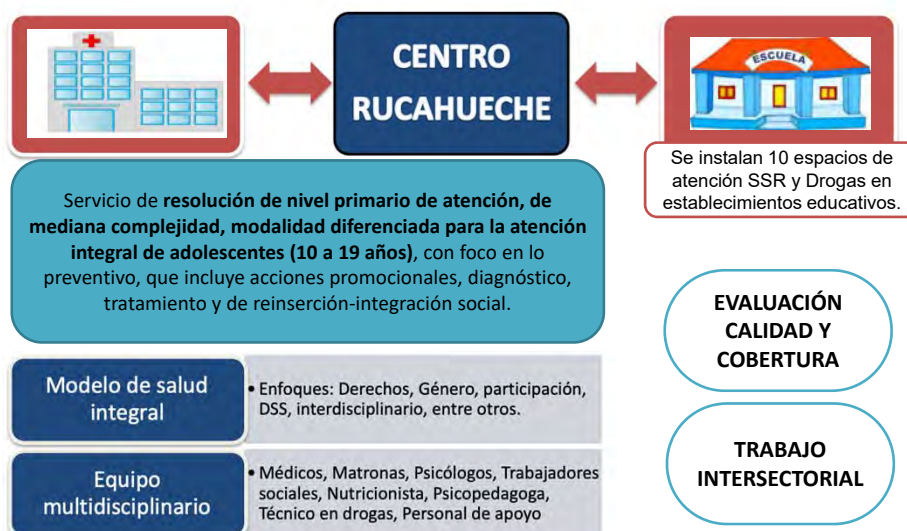 CENTRO
RUCAHUECHE
ESCUELA
Se instalan 10 espacios de
atención SSR y Drogas en
establecimientos educativos.
Servicio de resolución de nivel primario de atención, de
mediana complejidad, modalidad diferenciada para la atención
integral de adolescentes (10 a 19 años), con foco en lo
preventivo, que incluye acciones promocionales, diagnóstico,
tratamiento y de reinserción-integración social.
EVALUACIÓN
CALIDAD Y
COBERTURA
Modelo de salud
integral
• Enfoques: Derechos, Género, participación,
DSS, interdisciplinario, entre otros.
Equipo
multidisciplinario
• Médicos, Matronas, Psicólogos, Trabajadores
sociales, Nutricionista, Psicopedagoga,
Técnico en drogas, Personal de apoyo
TRABAJO
INTERSECTORIAL